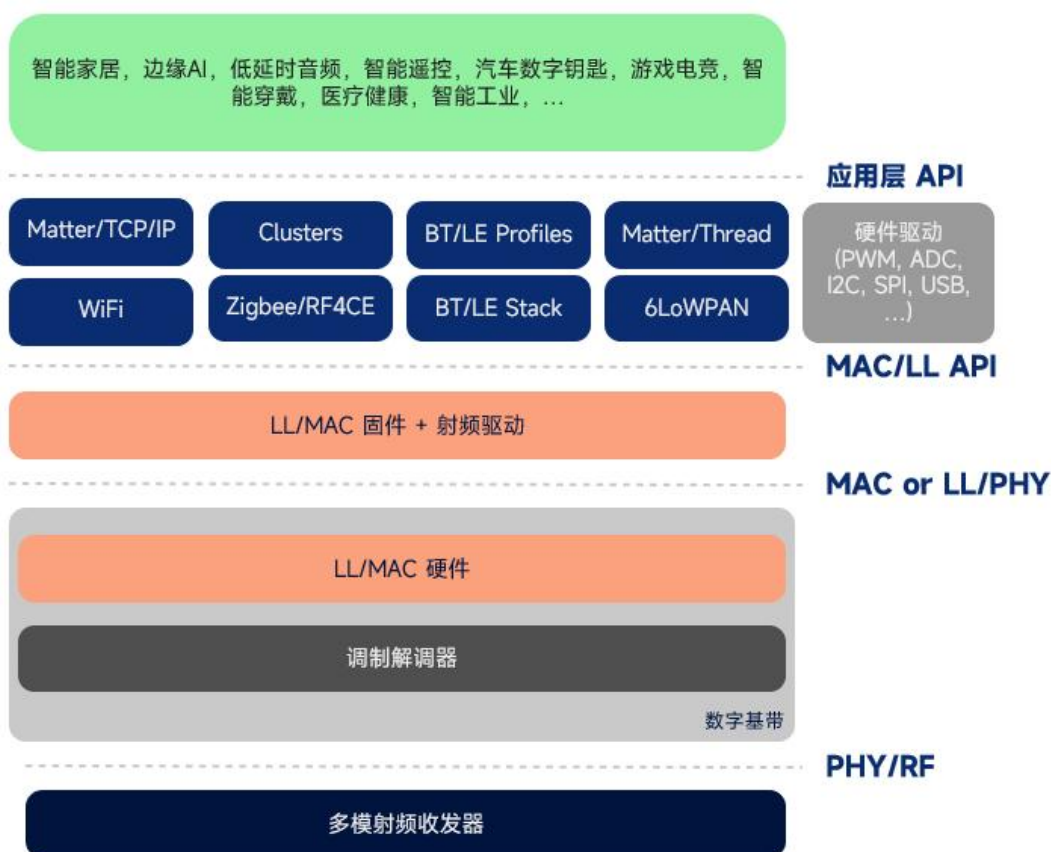 智能家居，边缘AI，低延时音频，智能遥控，汽车数字钥匙，游戏电竞，智
能穿戴，医疗健康，智能工业，…
应用层 API
Matter/TCP/IP
Clusters
BT/LE Profiles
Matter/Thread
硬件驱动
(PWM, ADC,
I2C, SPI, USB,
…)
WiFi
Zigbee/RF4CE
BT/LE Stack
6LoWPAN
MAC/LL API
LL/MAC 固件 + 射频驱动
MAC or LL/PHY
LL/MAC 硬件
调制解调器
数字基带
PHY/RF
多模射频收发器